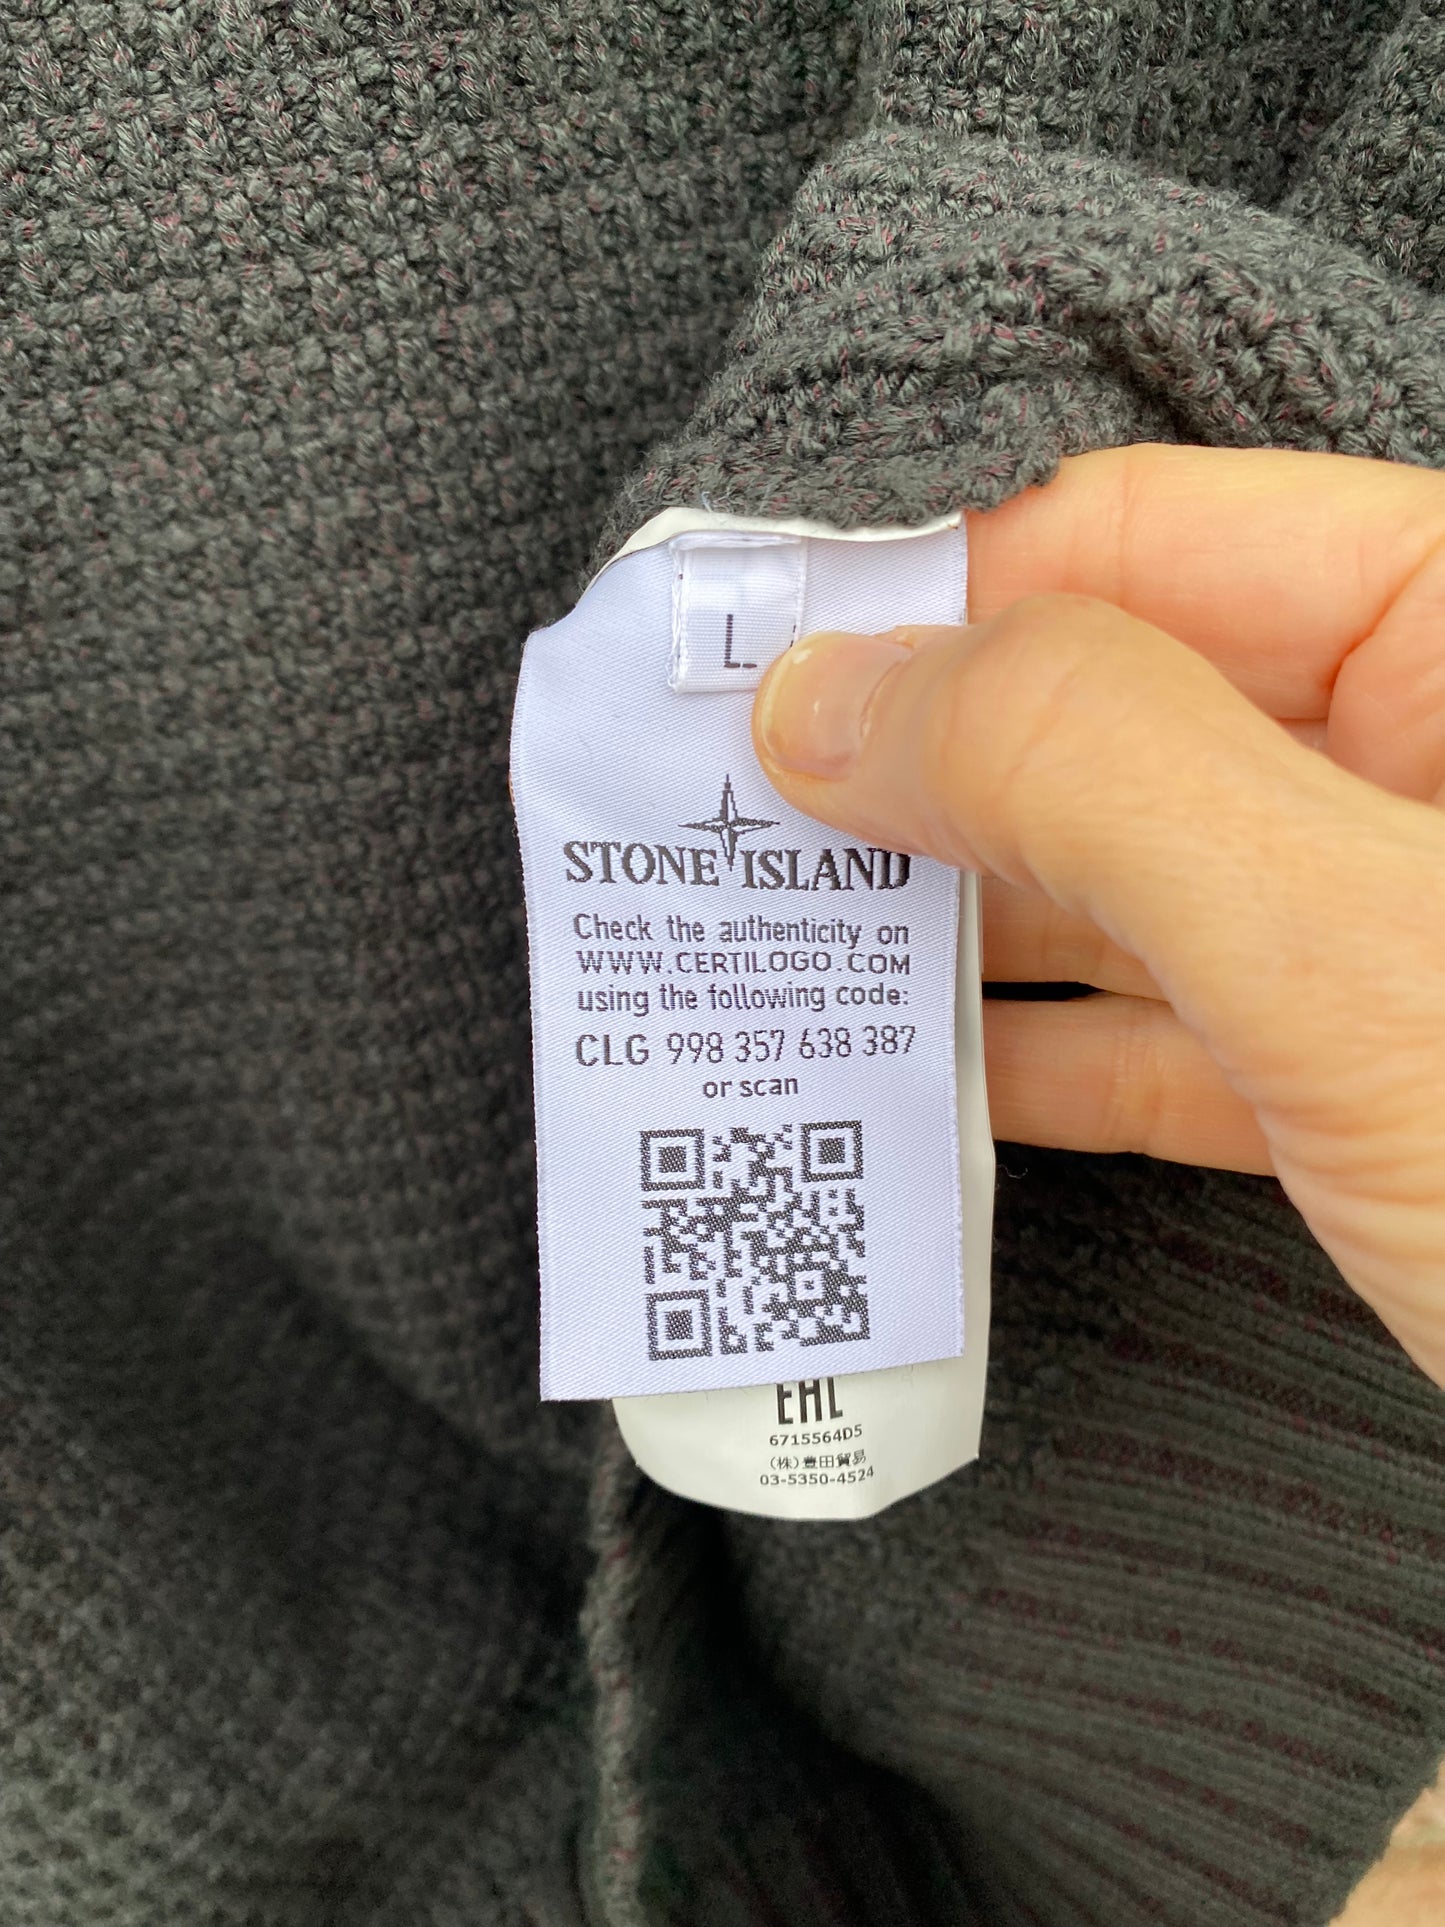 L
STONE ISLAND
Check the authenticity on
WWW.CERTILOGO.COM
using the following code:
CLG 998 357 638 387
or scan
EAC
6715564D5
(株)豊田貿易
03-5350-4524